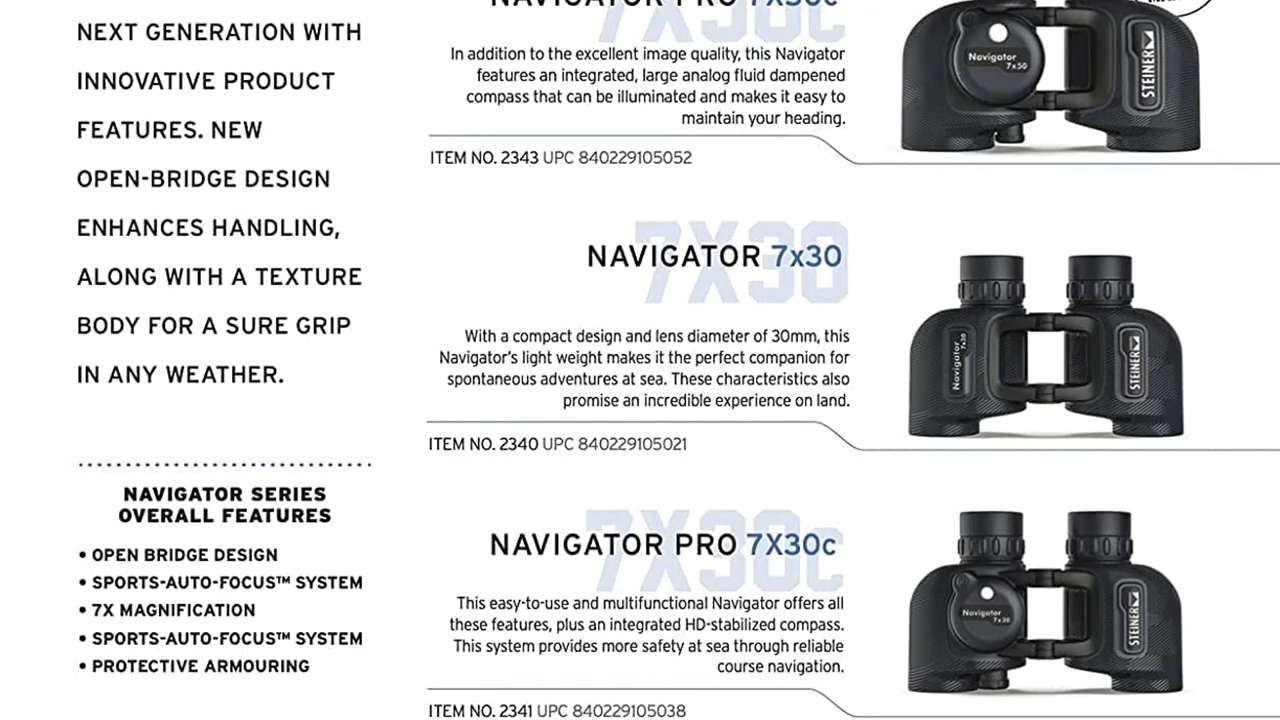 NEXT GENERATION WITH
INNOVATIVE PRODUCT
FEATURES. NEW
OPEN-BRIDGE DESIGN
ENHANCES HANDLING,
ALONG WITH A TEXTURE
BODY FOR A SURE GRIP
IN ANY WEATHER.
NAVIGATOR SERIES
OVERALL FEATURES
• OPEN BRIDGE DESIGN
• SPORTS-AUTO-FOCUS™ SYSTEM
• 7X MAGNIFICATION
• SPORTS-AUTO-FOCUS™ SYSTEM
• PROTECTIVE ARMOURING
NAVIGATOR PRO 7X50c
In addition to the excellent image quality, this Navigator
features an integrated, large analog fluid dampened
compass that can be illuminated and makes it easy to
maintain your heading.
ITEM NO. 2343 UPC 840229105052
Navigator
7x50
STEINER
7X30
NAVIGATOR 7x30
With a compact design and lens diameter of 30mm, this
Navigator's light weight makes it the perfect companion for
spontaneous adventures at sea. These characteristics also
promise an incredible experience on land.
ITEM NO. 2340 UPC 840229105021
Navigator
7x30
STEINER
7X30c
NAVIGATOR PRO 7X30c
This easy-to-use and multifunctional Navigator offers all
these features, plus an integrated HD-stabilized compass.
This system provides more safety at sea through reliable
course navigation.
ITEM NO. 2341 UPC 840229105038
Navigator
7x30
STEINER